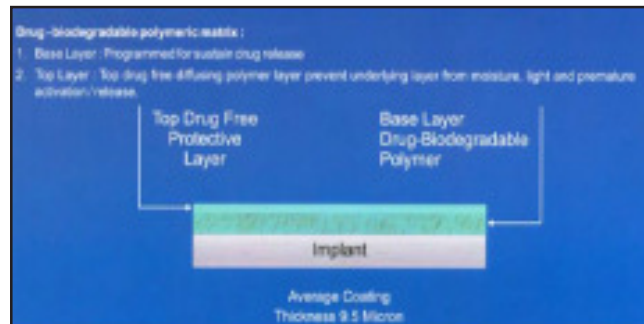 Drug-biodegradable polymeric matrix :
1. Base Layer : Programmed for sustain drug release
2. Top Layer : Top drug free diffusing polymer layer prevent underlying layer from moisture, light and premature
activation/release.
Top Drug Free
Protective
Layer
Base Layer
Drug-Biodegradable
Polymer
Implant
Average Coating
Thickness 9.5 Micron